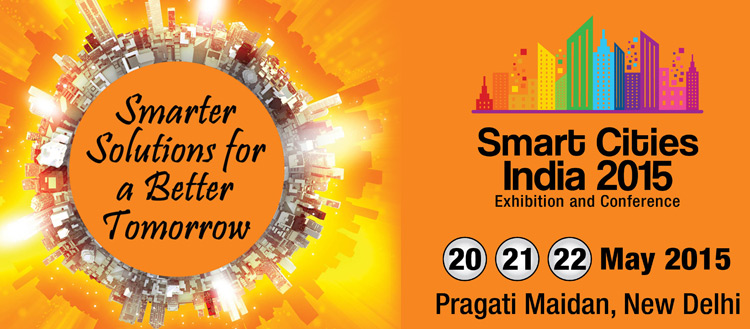 Smarter
Solutions for
a Better
Tomorrow
Smart Cities
India 2015
Exhibition and Conference
20 21 22 May 2015
Pragati Maidan, New Delhi